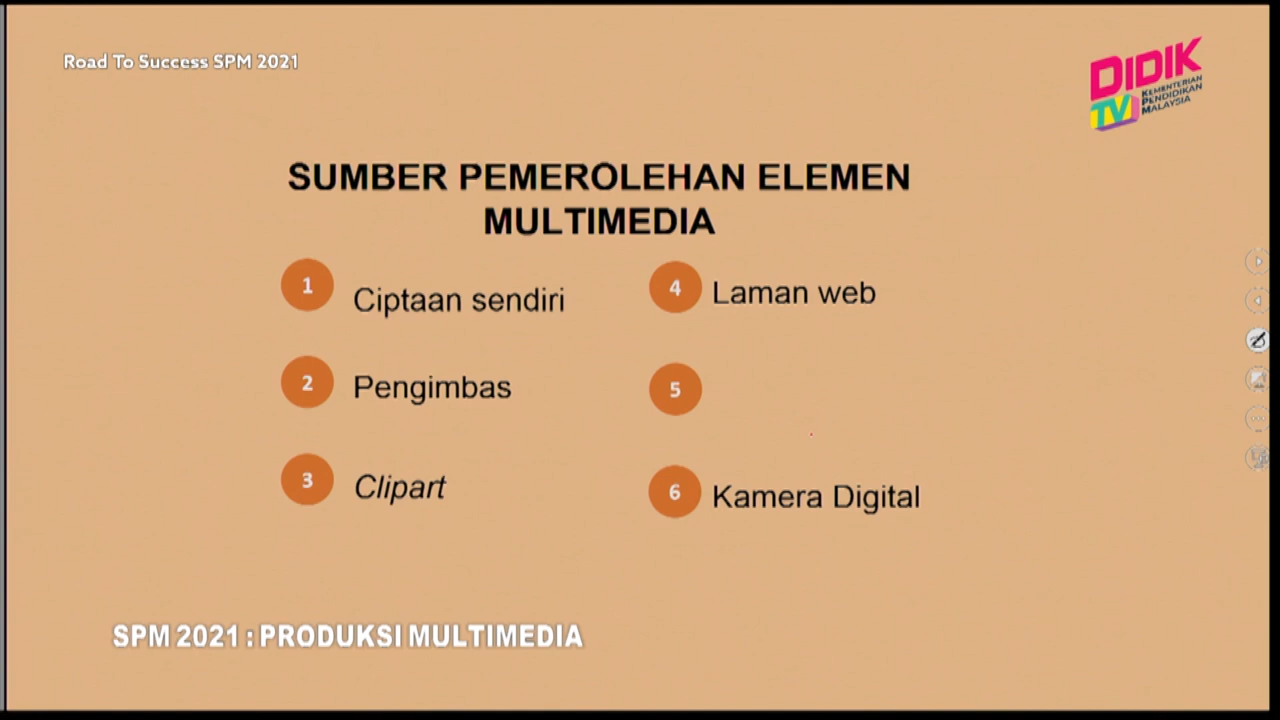 Road To Success SPM 2021
DIDIK
TV
KEMENTERIAN
PENDIDIKAN
MALAYSIA
SUMBER PEMEROLEHAN ELEMEN
MULTIMEDIA
1 Ciptaan sendiri
2 Pengimbas
3 Clipart
4 Laman web
5
6 Kamera Digital
SPM 2021 : PRODUKSI MULTIMEDIA